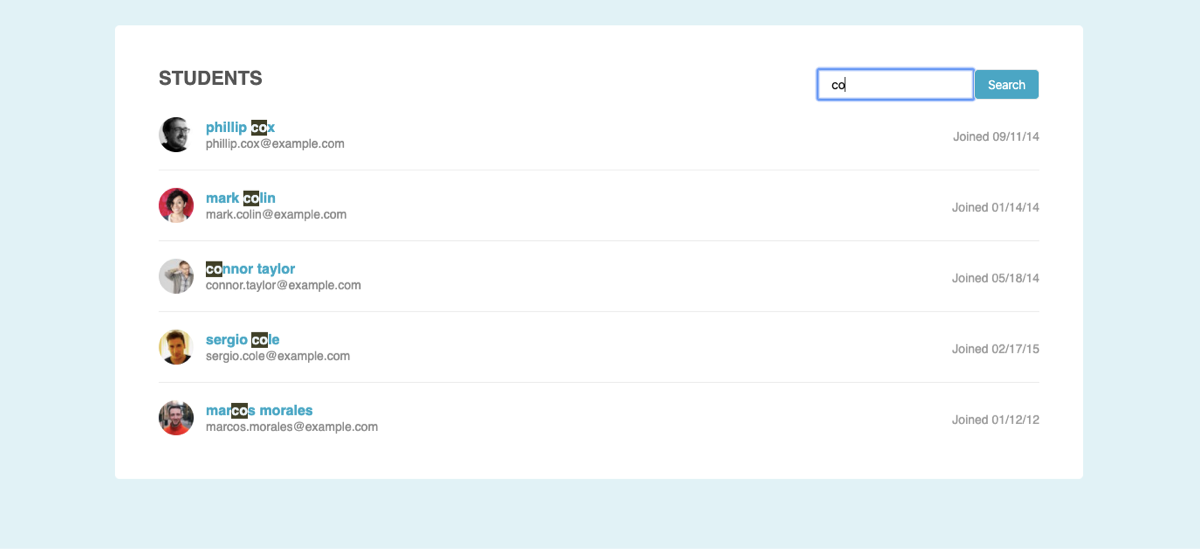 STUDENTS
co
Search
phillip cox
phillip.cox@example.com
Joined 09/11/14
mark colin
mark.colin@example.com
Joined 01/14/14
connor taylor
connor.taylor@example.com
Joined 05/18/14
sergio cole
sergio.cole@example.com
Joined 02/17/15
marcos morales
marcos.morales@example.com
Joined 01/12/12